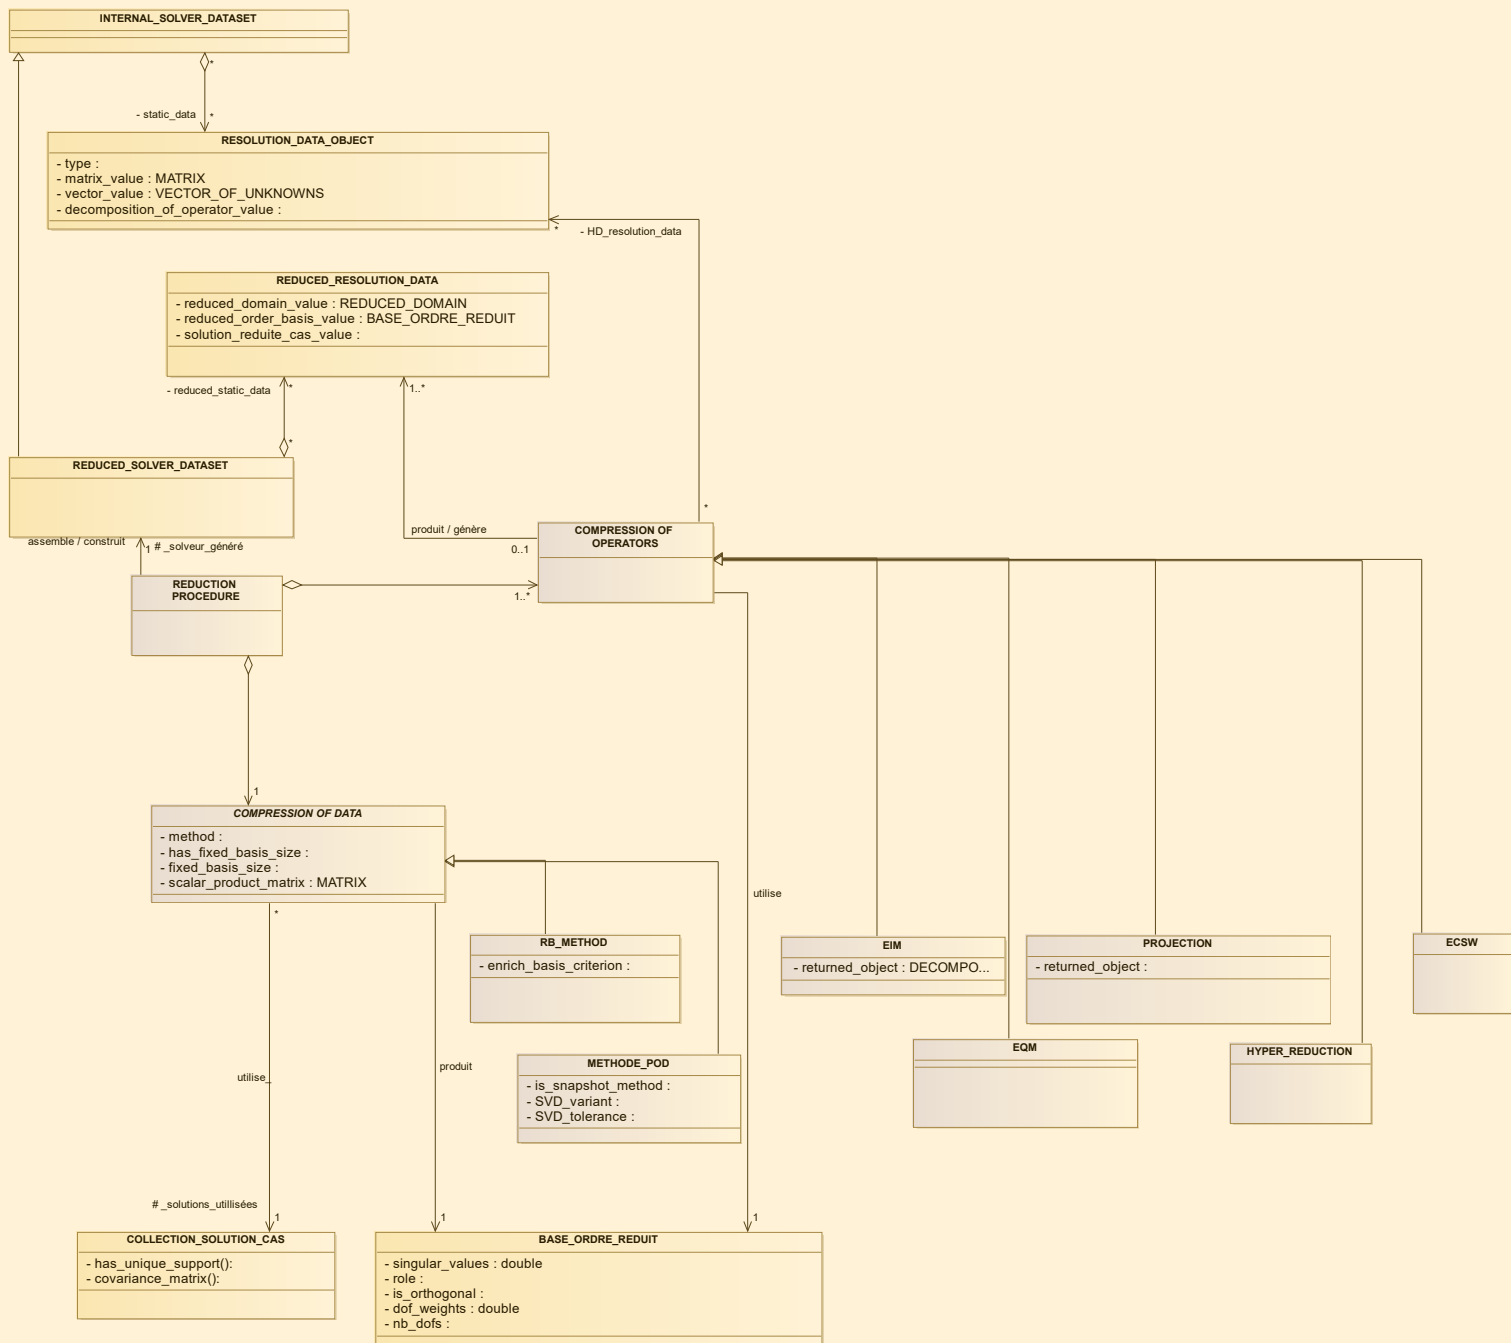 INTERNAL_SOLVER_DATASET
*
- static_data
*
RESOLUTION_DATA_OBJECT
- type :
- matrix_value : MATRIX
- vector_value : VECTOR_OF_UNKNOWNS
- decomposition_of_operator_value :
*
- HD_resolution_data
REDUCED_RESOLUTION_DATA
- reduced_domain_value : REDUCED_DOMAIN
- reduced_order_basis_value : BASE_ORDRE_REDUIT
- solution_reduite_cas_value :
- reduced_static_data
*
1..*
*
REDUCED_SOLVER_DATASET
*
produit / génère
0..1
COMPRESSION OF
OPERATORS
assemble / construit
1
# _solveur_généré
REDUCTION
PROCEDURE
1..*
1
COMPRESSION OF DATA
- method :
- has_fixed_basis_size :
- fixed_basis_size :
- scalar_product_matrix : MATRIX
*
utilise
RB_METHOD
- enrich_basis_criterion :
EIM
- returned_object : DECOMPO...
PROJECTION
- returned_object :
ECSW
EQM
HYPER_REDUCTION
METHODE_POD
- is_snapshot_method :
- SVD_variant :
- SVD_tolerance :
produit
utilise_
# _solutions_utillisées
1
1
1
COLLECTION_SOLUTION_CAS
- has_unique_support():
- covariance_matrix():
BASE_ORDRE_REDUIT
- singular_values : double
- role :
- is_orthogonal :
- dof_weights : double
- nb_dofs :